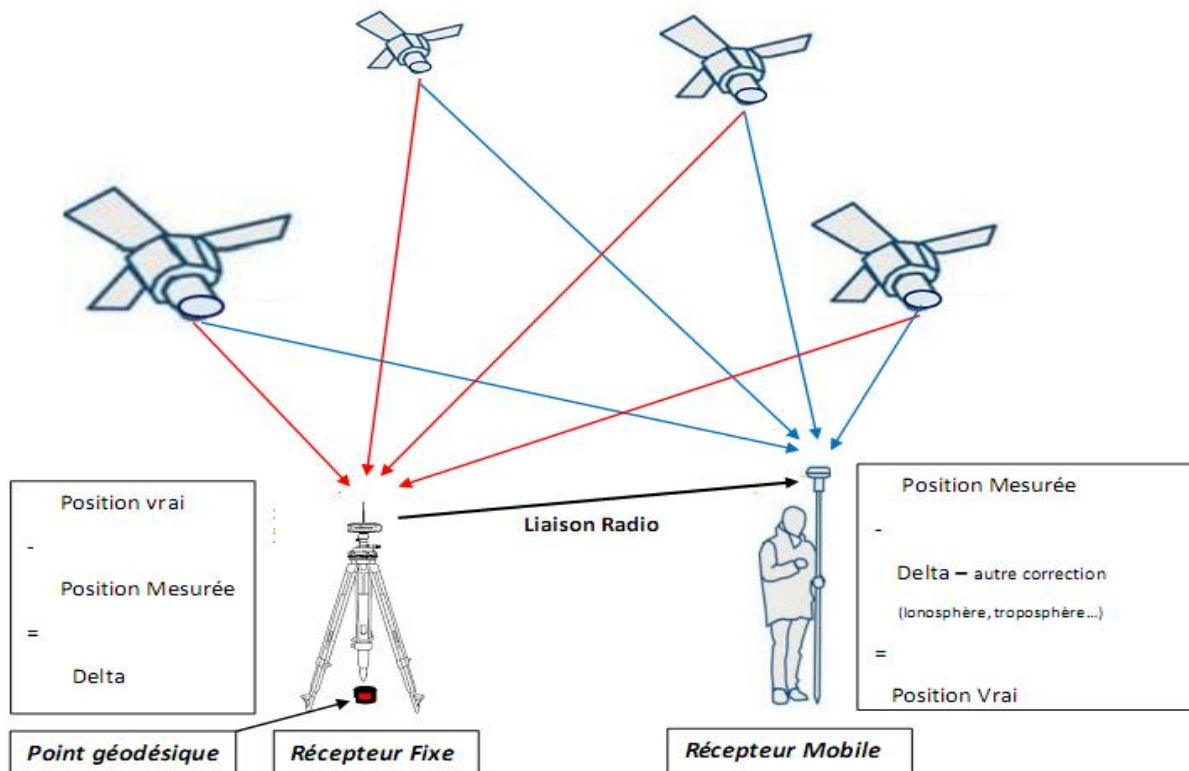 Position vrai
-
Position Mesurée
=
Delta
Liaison Radio
Position Mesurée
-
Delta – autre correction
(Ionosphère, troposphère...)
=
Position Vrai
Point géodésique
Récepteur Fixe
Récepteur Mobile